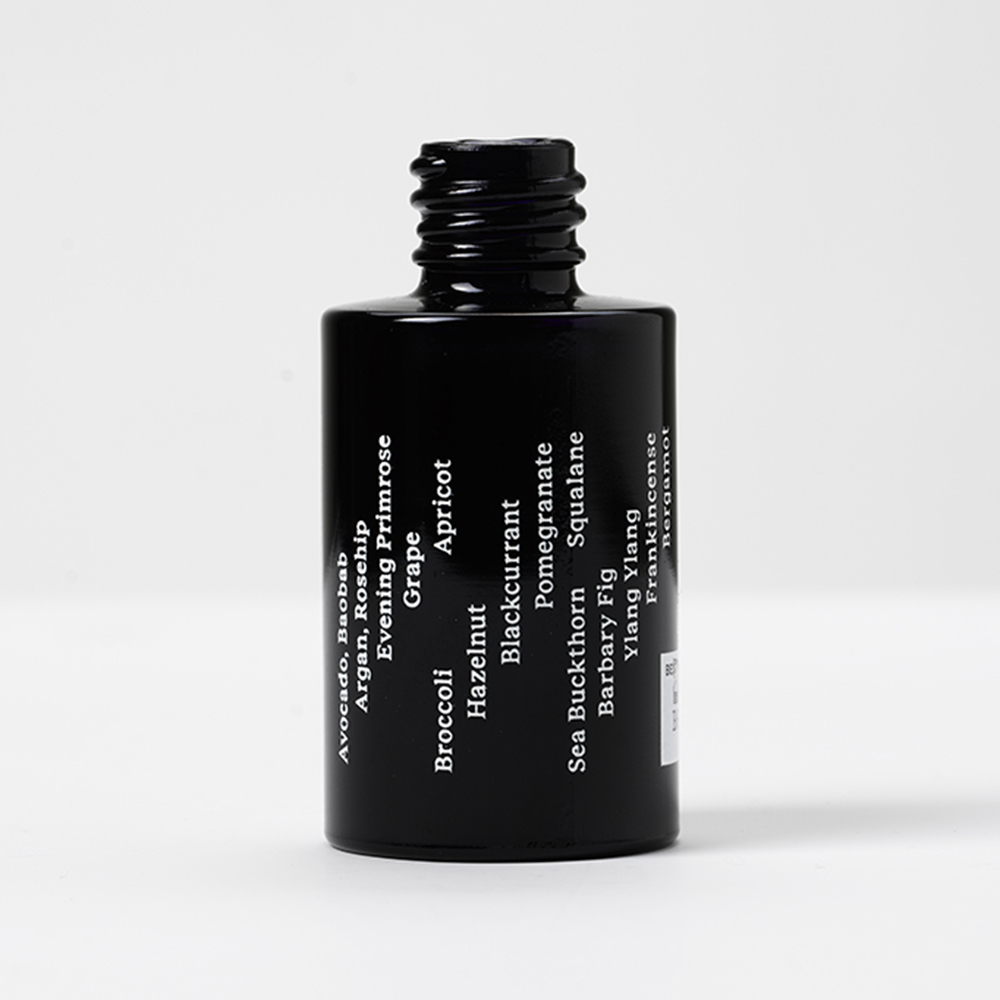 Avocado, Baobab
Argan, Rosehip
Evening Primrose
Grape
Broccoli Apricot
Hazelnut
Blackcurrant
Pomegranate
Sea Buckthorn Squalane
Barbary Fig
Ylang Ylang
Frankincense
Bergamot